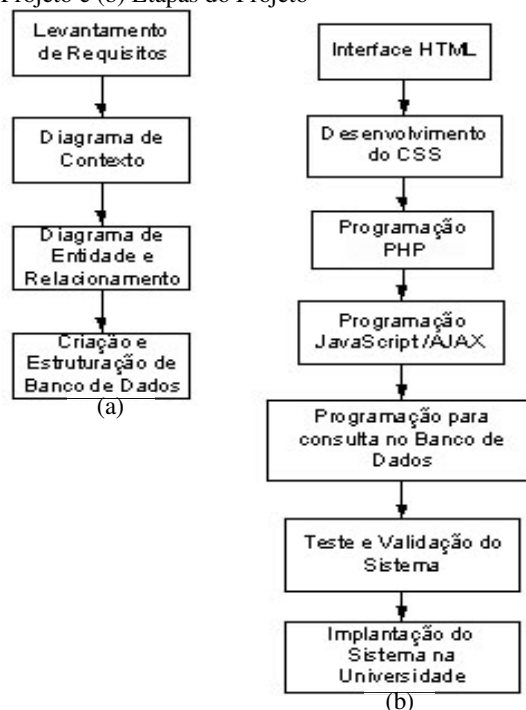 Projeto e (b) Etapas do Projeto
Levantamento
de Requisitos
Diagrama de
Contexto
Diagrama de
Entidade e
Relacionamento
Criação e
Estruturação de
Banco de Dados
(a)
Interface HTML
Desenvolvimento
do CSS
Programação
PHP
Programação
JavaScript/AJAX
Programação para
consulta no Banco de
Dados
Teste e Validação do
Sistema
Implantação do
Sistema na
Universidade
(b)